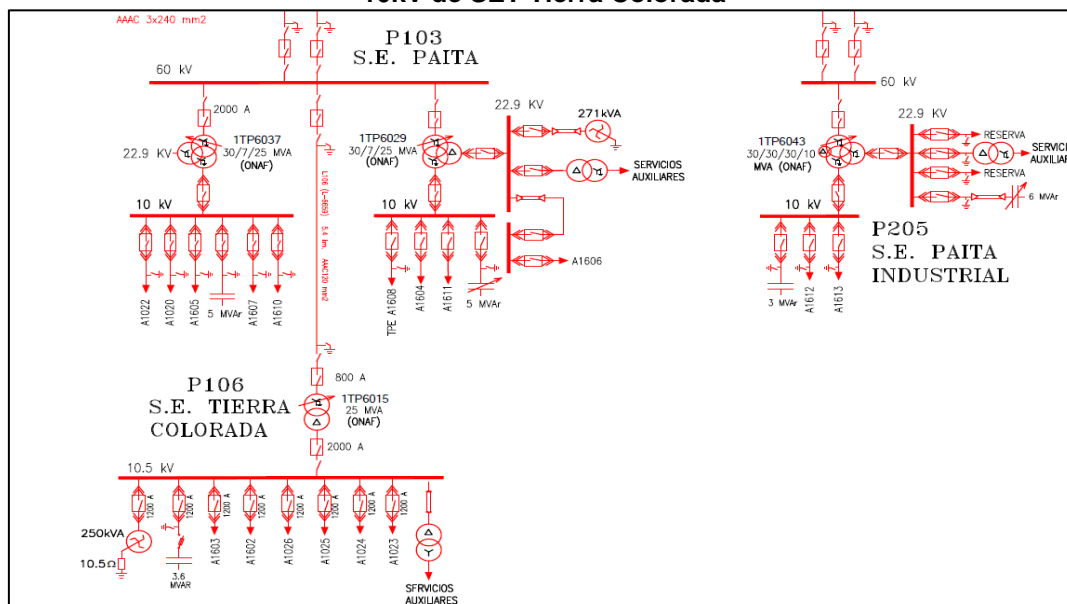 10kV de SET Tierra Colorada
AAAC 3x240 mm2
P103
S.E. PAITA
60 kV
2000 A
1TP6037
30/7/25 MVA
(ONAF)
22.9 KV
10 kV
A1022
A1020
A1605
5 MVAr
A1607
A1610
L106 (L-6659) 5.4 km. AAAC120 mm2
1TP6029
30/7/25 MVA
(ONAF)
22.9 KV
271kVA
SERVICIOS
AUXILIARES
A1606
10 kV
TPE A1608
A1604
A1611
5 MVAr
60 kV
1TP6043
30/30/30/10
MVA (ONAF)
22.9 KV
RESERVA
SERVIC
AUXILI
RESERVA
6 MVAr
10 kV
3 MVAr
A1612
A1613
P205
S.E. PAITA
INDUSTRIAL
P106
S.E. TIERRA
COLORADA
800 A
1TP6015
25 MVA
(ONAF)
2000 A
10.5 kV
1200 A
1200 A
1200 A
1200 A
1200 A
1200 A
1200 A
1200 A
250kVA
10.5Ω
3.6
MVAR
A1603
A1602
A1026
A1025
A1024
A1023
SERVICIOS
AUXILIARES